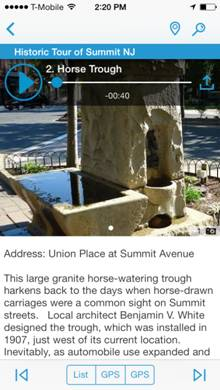 T-Mobile 5:20 PM
Historic Tour of Summit NJ
2. Horse Trough
-00:40
Address: Union Place at Summit Avenue
This large granite horse-watering trough
harkens back to the days when horse-drawn
carriages were a common sight on Summit
streets. Local architect Benjamin V. White
designed the trough, which was installed in
1907, just west of its current location.
Inevitably, as automobile use expanded and
List GPS GPS